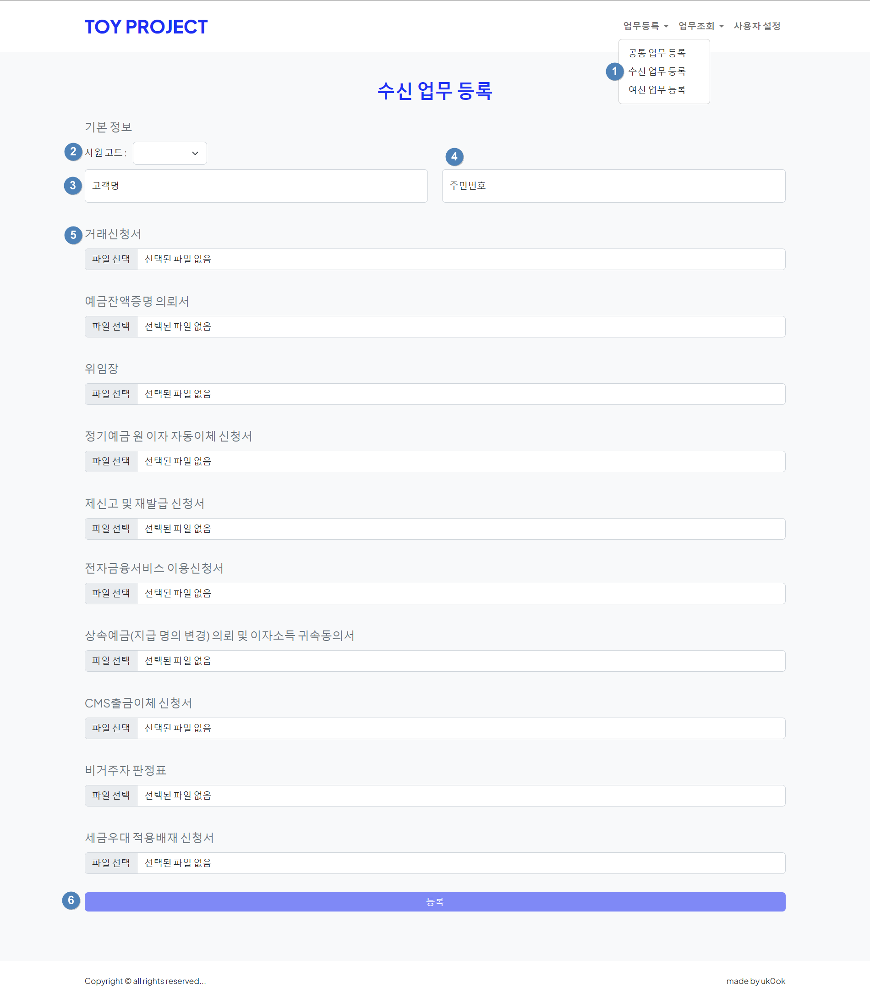 TOY PROJECT
업무등록 업무조회 사용자 설정
공통 업무 등록
1 수신 업무 등록
여신 업무 등록
수신 업무 등록
기본 정보
2 사원 코드 :
4
3 고객명 주민번호
5 거래신청서
파일 선택 선택된 파일 없음
예금잔액증명 의뢰서
파일 선택 선택된 파일 없음
위임장
파일 선택 선택된 파일 없음
정기예금 원 이자 자동이체 신청서
파일 선택 선택된 파일 없음
제신고 및 재발급 신청서
파일 선택 선택된 파일 없음
전자금융서비스 이용신청서
파일 선택 선택된 파일 없음
상속예금(지급 명의 변경) 의뢰 및 이자소득 귀속동의서
파일 선택 선택된 파일 없음
CMS출금이체 신청서
파일 선택 선택된 파일 없음
비거주자 판정표
파일 선택 선택된 파일 없음
세금우대 적용배재 신청서
파일 선택 선택된 파일 없음
6 등록
Copyright © all rights reserved... made by uk0ok